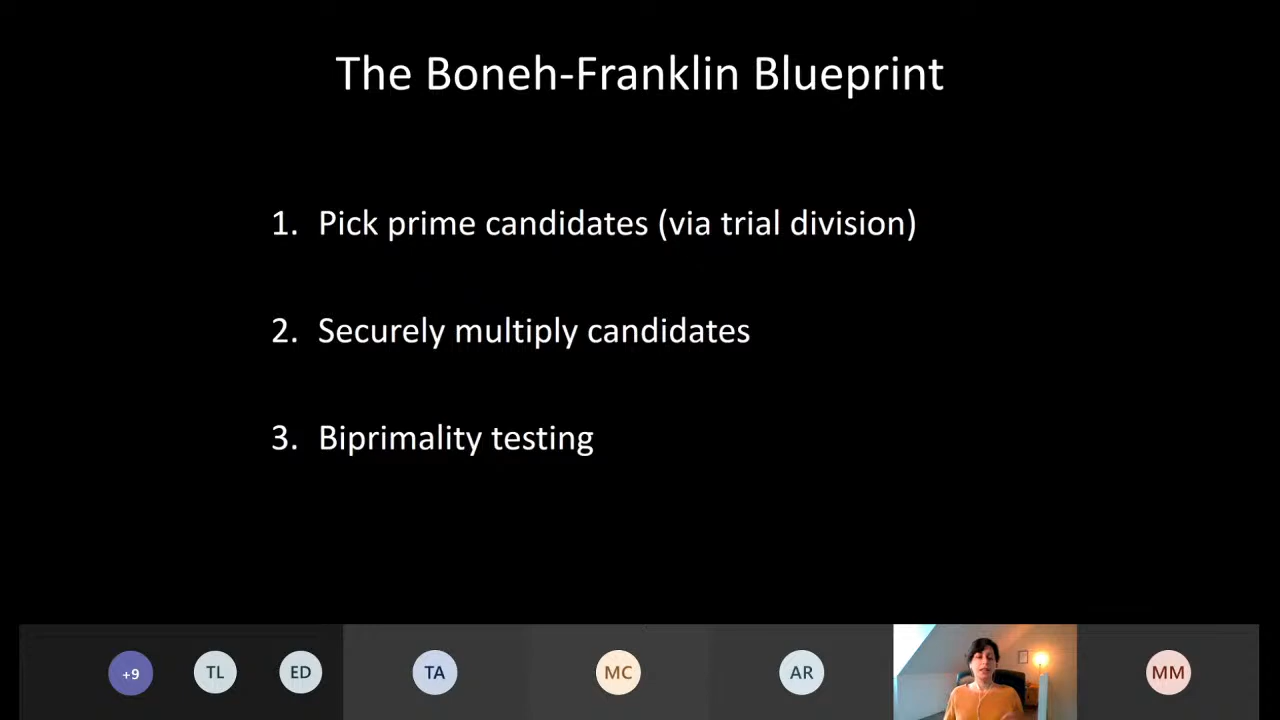 The Boneh-Franklin Blueprint
1. Pick prime candidates (via trial division)
2. Securely multiply candidates
3. Biprimality testing
+9 TL ED TA MC AR MM